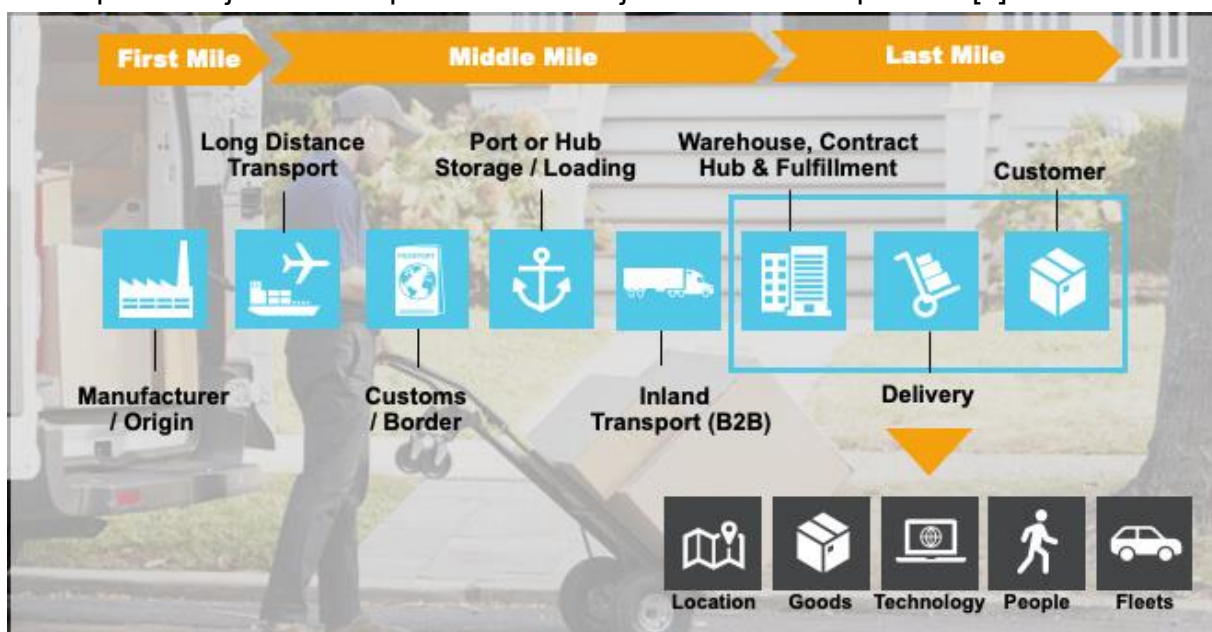 First Mile
Middle Mile
Last Mile
Long Distance
Transport
Port or Hub
Storage / Loading
Warehouse, Contract
Hub & Fulfillment
Customer
PASSPORT
Manufacturer
/ Origin
Customs
/ Border
Inland
Transport (B2B)
Delivery
Location
Goods
Technology
People
Fleets